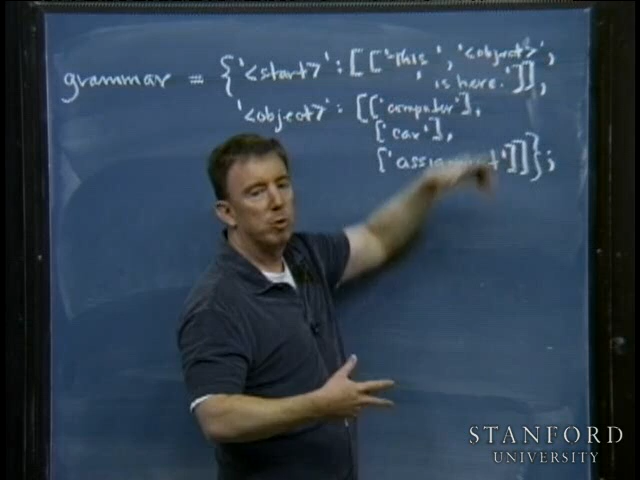 grammar = {'<start>': [['This ', '<object>',
' is here.']],
'<object>': [['computer'],
['car'],
['assignment']]};
STANFORD
UNIVERSITY